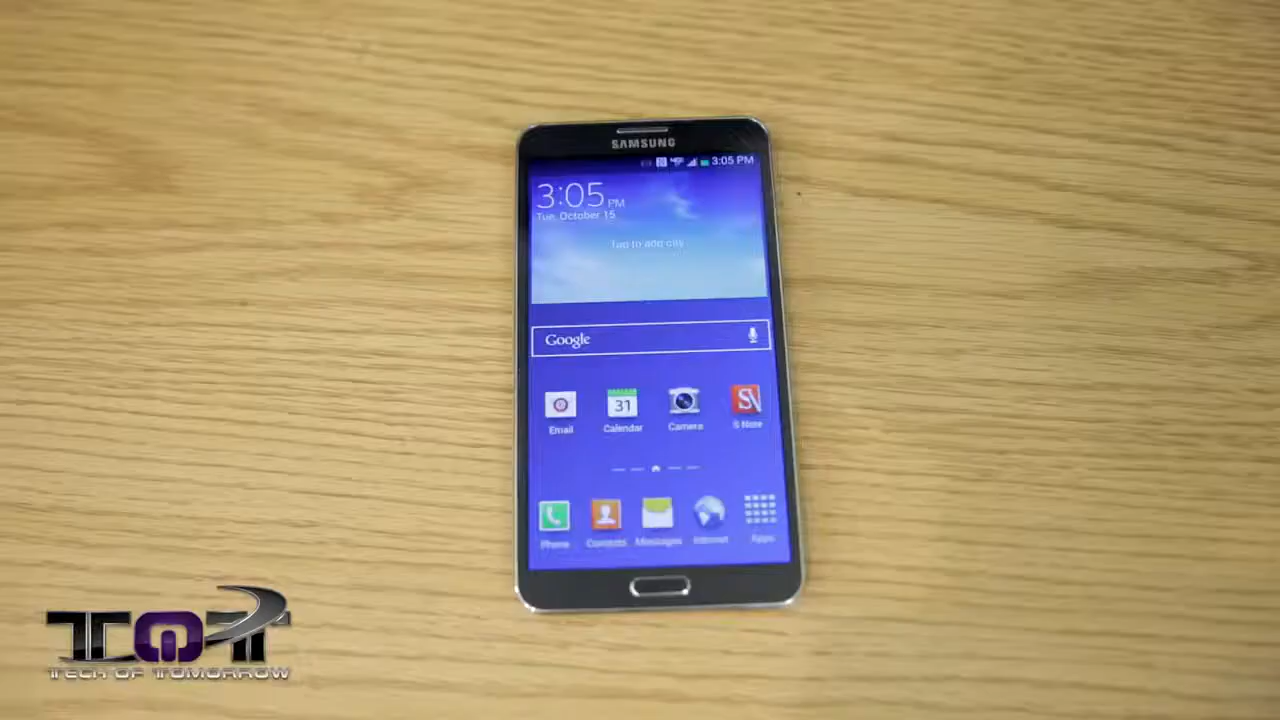 SAMSUNG
3:05 PM
3:05 PM
Tue, October 15
Tap to add city
Google
31
Email Calendar Camera S Note
Phone Contacts Messages Internet Apps
TOT
TECH OF TOMORROW